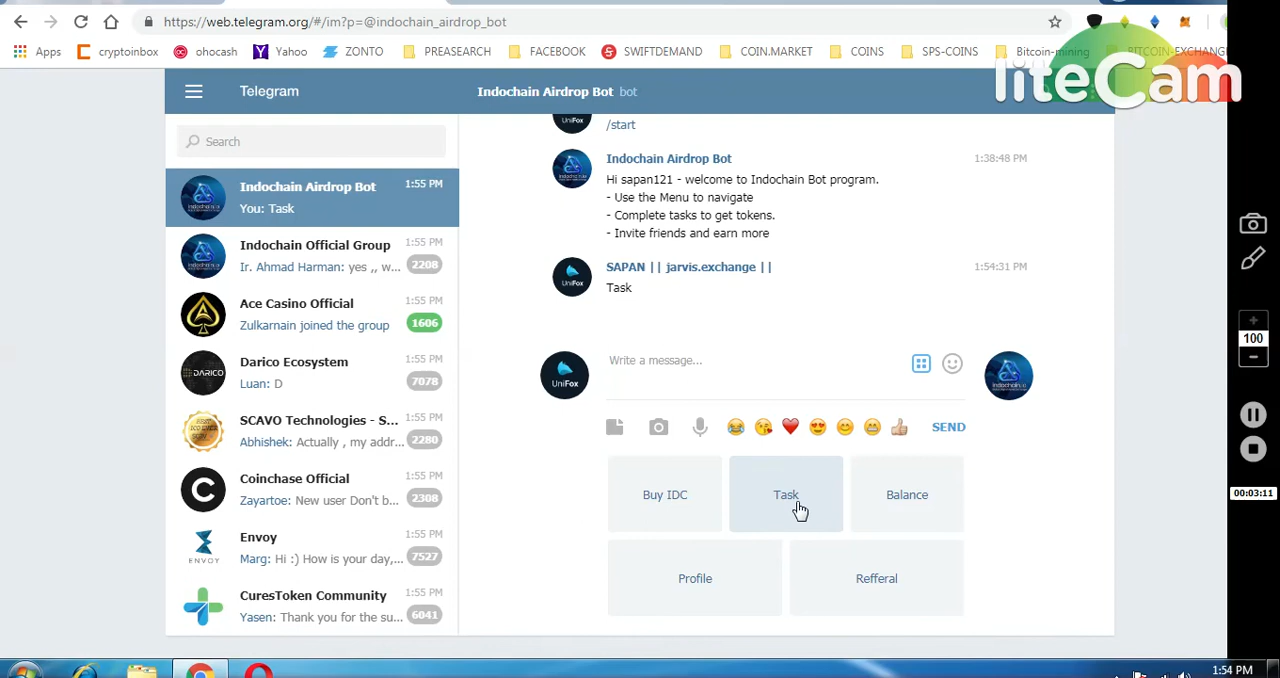 https://web.telegram.org/#/im?p=@indochain_airdrop_bot
Apps cryptoinbox ohocash Yahoo ZONTO PREASEARCH FACEBOOK SWIFTDEMAND COIN.MARKET COINS SPS-COINS Bitcoin-mining BITCOIN-EXCHANGE
liteCam
Telegram
Indochain Airdrop Bot bot
Search
Indochain Airdrop Bot 1:55 PM
You: Task
Indochain Official Group 1:55 PM
Ir. Ahmad Harman: yes ,, w... 2208
Ace Casino Official 1:55 PM
Zulkarnain joined the group 1606
Darico Ecosystem 1:55 PM
Luan: D 7078
DARICO
SCAVO Technologies - S... 1:55 PM
Abhishek: Actually , my addr... 2280
Coinchase Official 1:55 PM
Zayartoe: New user Don't b... 2308
Envoy 1:55 PM
Marg: Hi :) How is your day,... 7527
ENVOY
CuresToken Community 1:55 PM
Yasen: Thank you for the su... 6041
UniFox
/start
Indochain Airdrop Bot 1:38:48 PM
Hi sapan121 - welcome to Indochain Bot program.
- Use the Menu to navigate
- Complete tasks to get tokens.
- Invite friends and earn more
SAPAN || jarvis.exchange || 1:54:31 PM
UniFox
Task
Write a message...
UniFox
SEND
Buy IDC Task Balance
Profile Refferal
100
00:03:11
1:54 PM